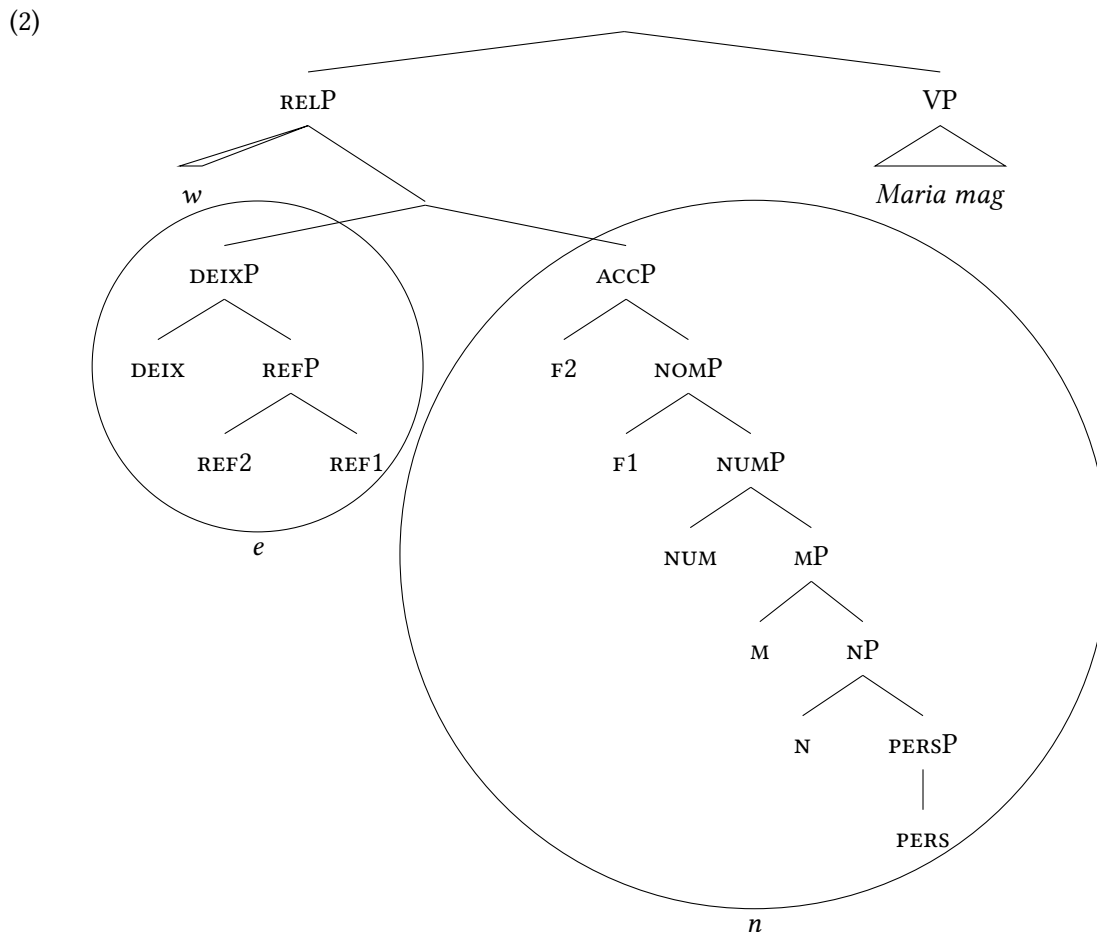 (2)
RELP VP
w Maria mag
DEIXP ACCP
DEIX REFP F2 NOMP
REF2 REF1 F1 NUMP
e NUM MP
M NP
N PERSP
PERS
n